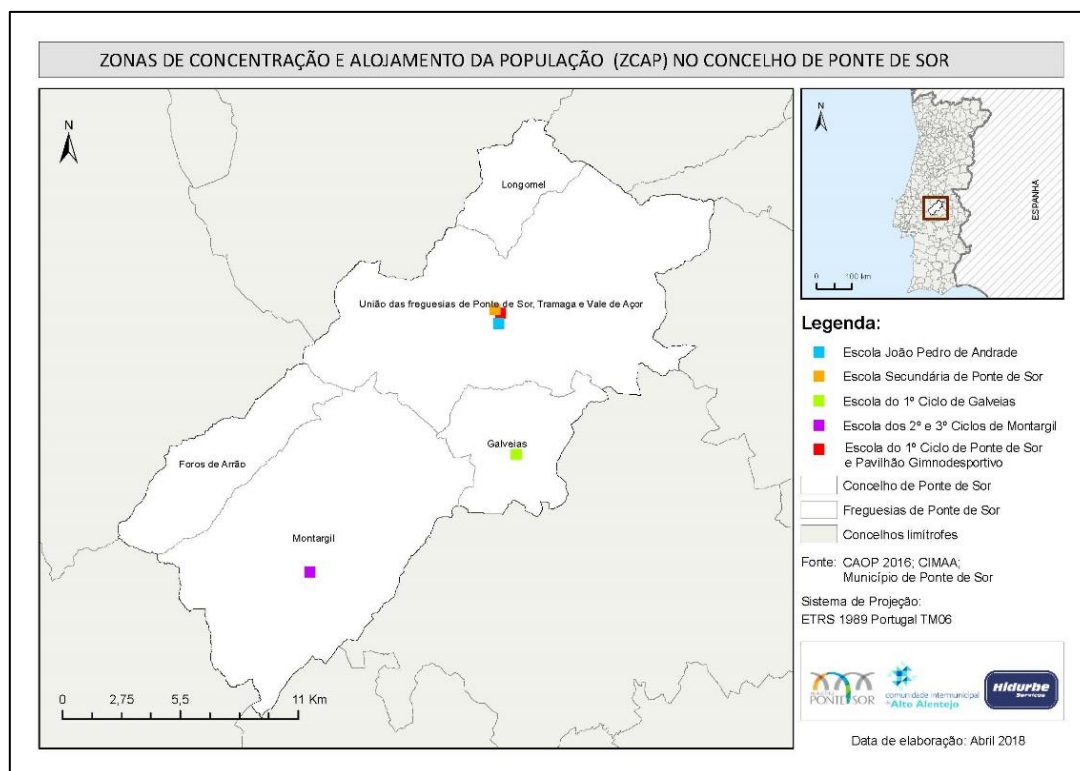 ZONAS DE CONCENTRAÇÃO E ALOJAMENTO DA POPULAÇÃO (ZCAP) NO CONCELHO DE PONTE DE SOR
N
Longomel
União das freguesias de Ponte de Sor, Tramaga e Vale de Açor
Galveias
Foros de Arrão
Montargil
0 2,75 5,5 11 Km
N
ESPANHA
0 100 km
Legenda:
Escola João Pedro de Andrade
Escola Secundária de Ponte de Sor
Escola do 1º Ciclo de Galveias
Escola dos 2º e 3º Ciclos de Montargil
Escola do 1º Ciclo de Ponte de Sor
e Pavilhão Gimnodesportivo
Concelho de Ponte de Sor
Freguesias de Ponte de Sor
Concelhos limítrofes
Fonte: CAOP 2016; CIMAA;
Município de Ponte de Sor
Sistema de Projeção:
ETRS 1989 Portugal TM06
PONTE SOR
comunidade intermunicipal
Alto Alentejo
Hidurbe
Serviços
Data de elaboração: Abril 2018